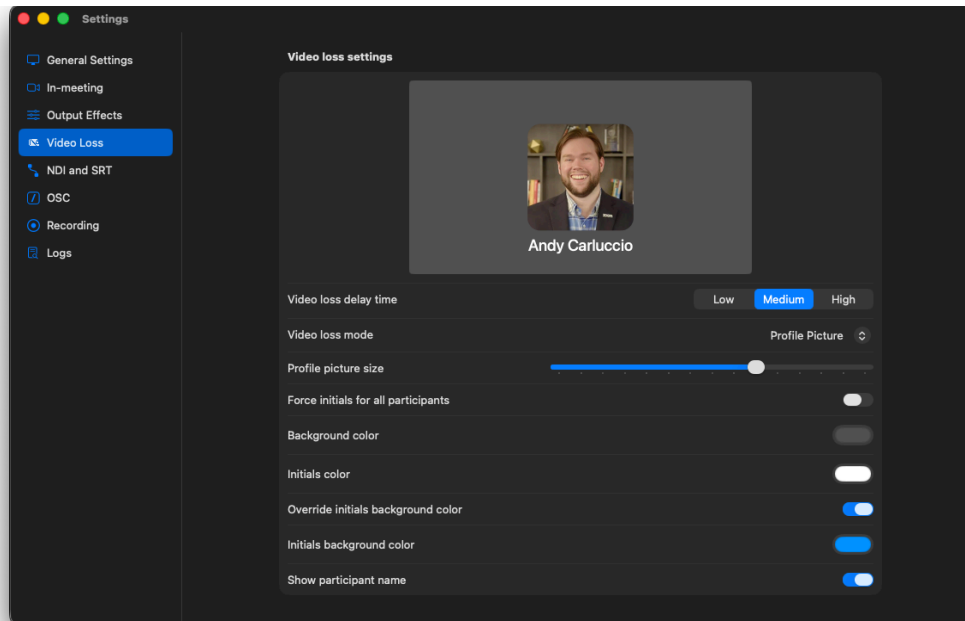 Settings
General Settings
In-meeting
Output Effects
Video Loss
NDI and SRT
OSC
Recording
Logs
Video loss settings
Andy Carluccio
Video loss delay time Low Medium High
Video loss mode Profile Picture
Profile picture size
Force initials for all participants
Background color
Initials color
Override initials background color
Initials background color
Show participant name